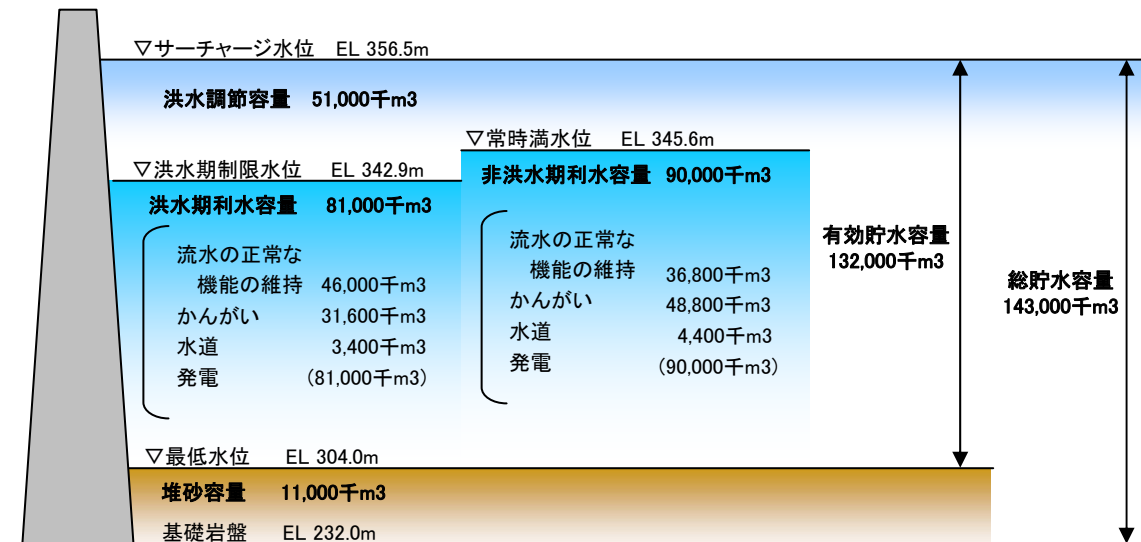 ▽サーチャージ水位 EL 356.5m
洪水調節容量 51,000千m3
▽常時満水位 EL 345.6m
▽洪水期制限水位 EL 342.9m
非洪水期利水容量 90,000千m3
洪水期利水容量 81,000千m3
流水の正常な
機能の維持 46,000千m3
かんがい 31,600千m3
水道 3,400千m3
発電 (81,000千m3)
流水の正常な
機能の維持 36,800千m3
かんがい 48,800千m3
水道 4,400千m3
発電 (90,000千m3)
有効貯水容量
132,000千m3
総貯水容量
143,000千m3
▽最低水位 EL 304.0m
堆砂容量 11,000千m3
基礎岩盤 EL 232.0m